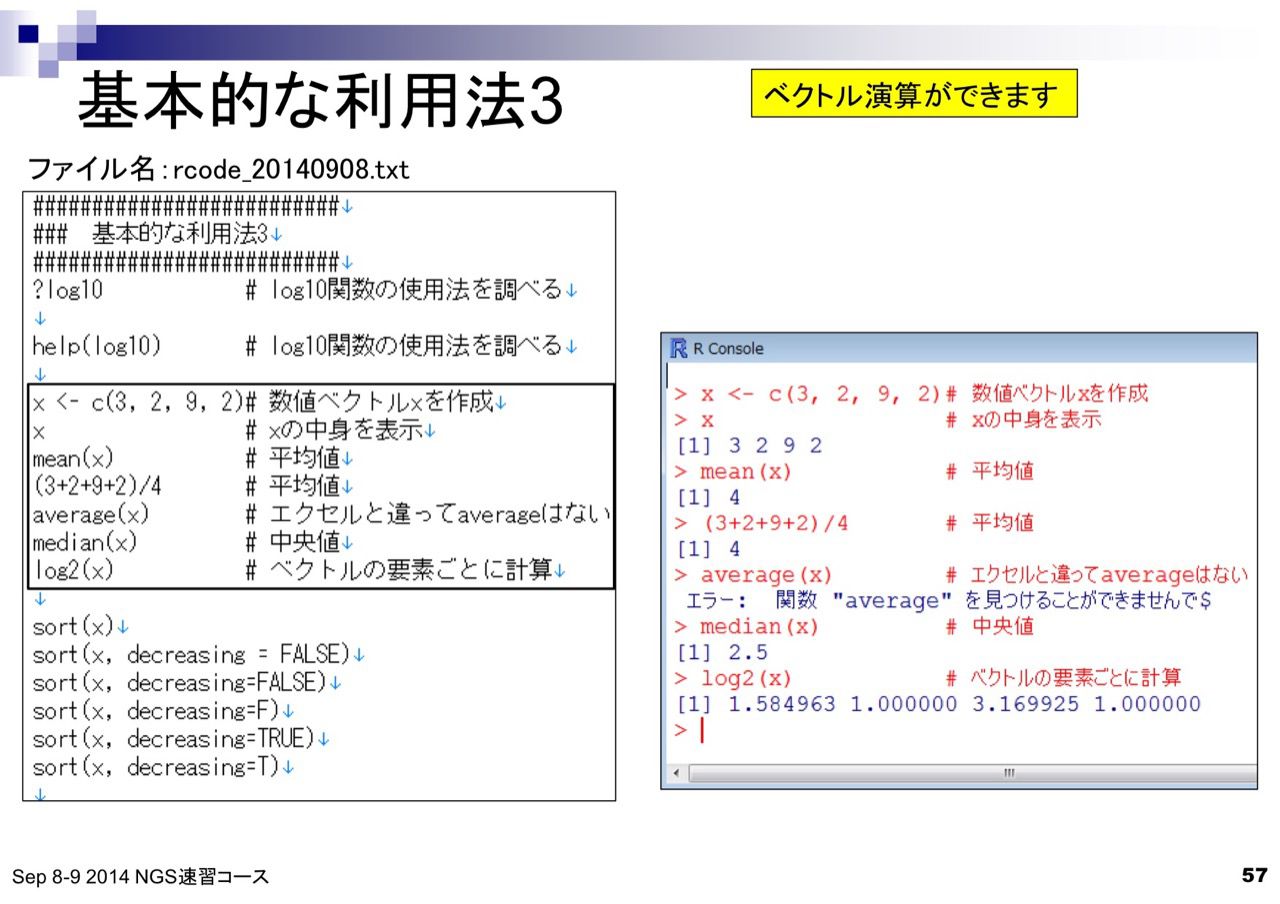 基本的な利用法3
ベクトル演算ができます
ファイル名：rcode_20140908.txt
##########################↓
###　基本的な利用法3↓
##########################↓
?log10 # log10関数の使用法を調べる↓
↓
help(log10) # log10関数の使用法を調べる↓
↓
x <- c(3, 2, 9, 2)# 数値ベクトルxを作成↓
x # xの中身を表示↓
mean(x) # 平均値↓
(3+2+9+2)/4 # 平均値↓
average(x) # エクセルと違ってaverageはない
median(x) # 中央値↓
log2(x) # ベクトルの要素ごとに計算↓
↓
sort(x)↓
sort(x, decreasing = FALSE)↓
sort(x, decreasing=FALSE)↓
sort(x, decreasing=F)↓
sort(x, decreasing=TRUE)↓
sort(x, decreasing=T)↓
↓
R Console
> x <- c(3, 2, 9, 2)# 数値ベクトルxを作成
> x # xの中身を表示
[1] 3 2 9 2
> mean(x) # 平均値
[1] 4
> (3+2+9+2)/4 # 平均値
[1] 4
> average(x) # エクセルと違ってaverageはない
エラー: 関数 "average" を見つけることができませんで$
> median(x) # 中央値
[1] 2.5
> log2(x) # ベクトルの要素ごとに計算
[1] 1.584963 1.000000 3.169925 1.000000
>
Sep 8-9 2014 NGS速習コース
57